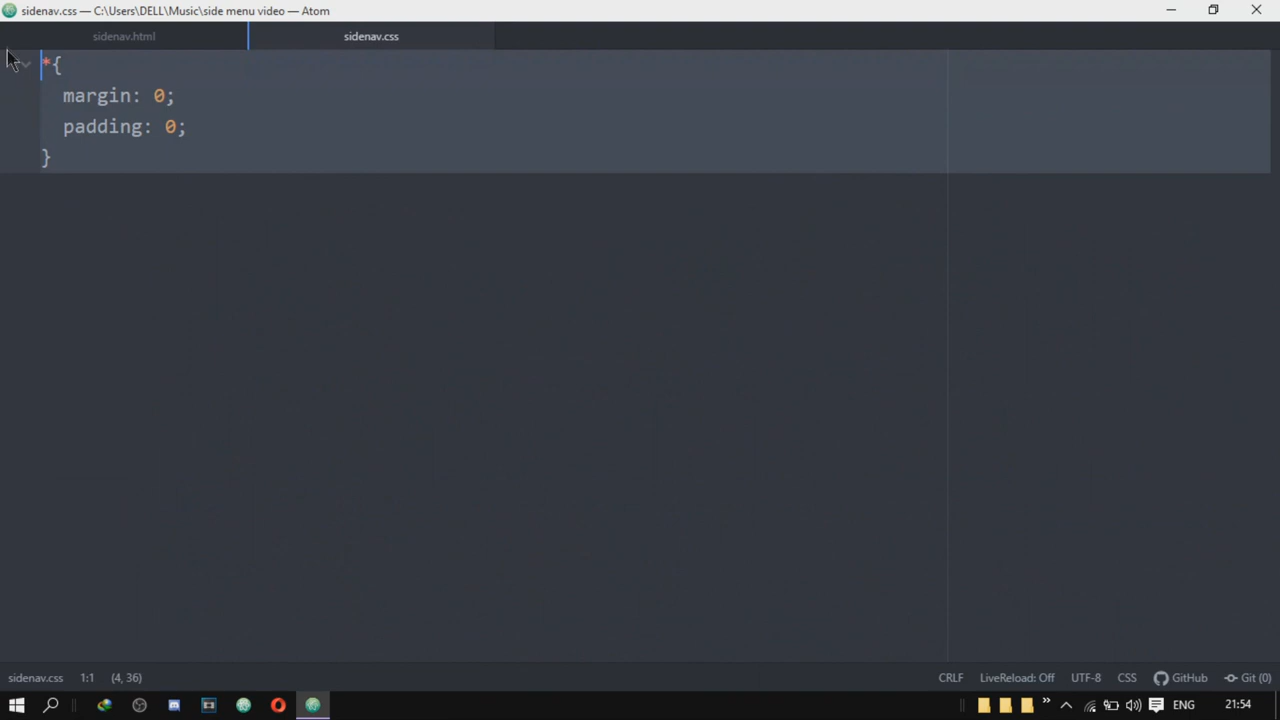 sidenav.css — C:\Users\DELL\Music\side menu video — Atom
sidenav.html
sidenav.css
*{
margin: 0;
padding: 0;
}
sidenav.css 1:1 (4, 36)
CRLF LiveReload: Off UTF-8 CSS GitHub Git (0)
ENG 21:54